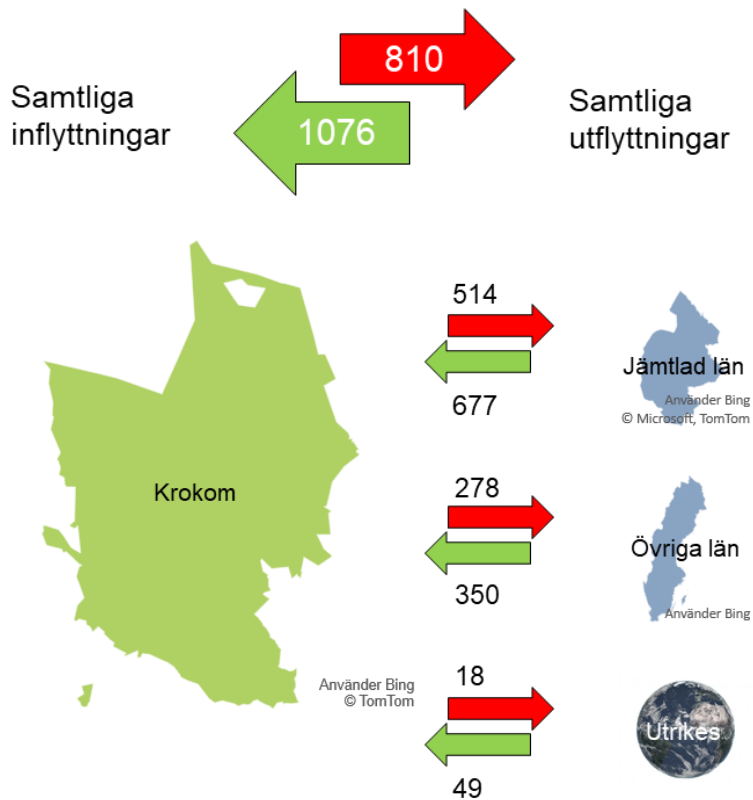 810
Samtliga
inflyttningar
1076
Samtliga
utflyttningar
514
Jämtlad län
Använder Bing
© Microsoft, TomTom
677
Krokom
278
Övriga län
Använder Bing
350
Använder Bing
© TomTom
18
Utrikes
49